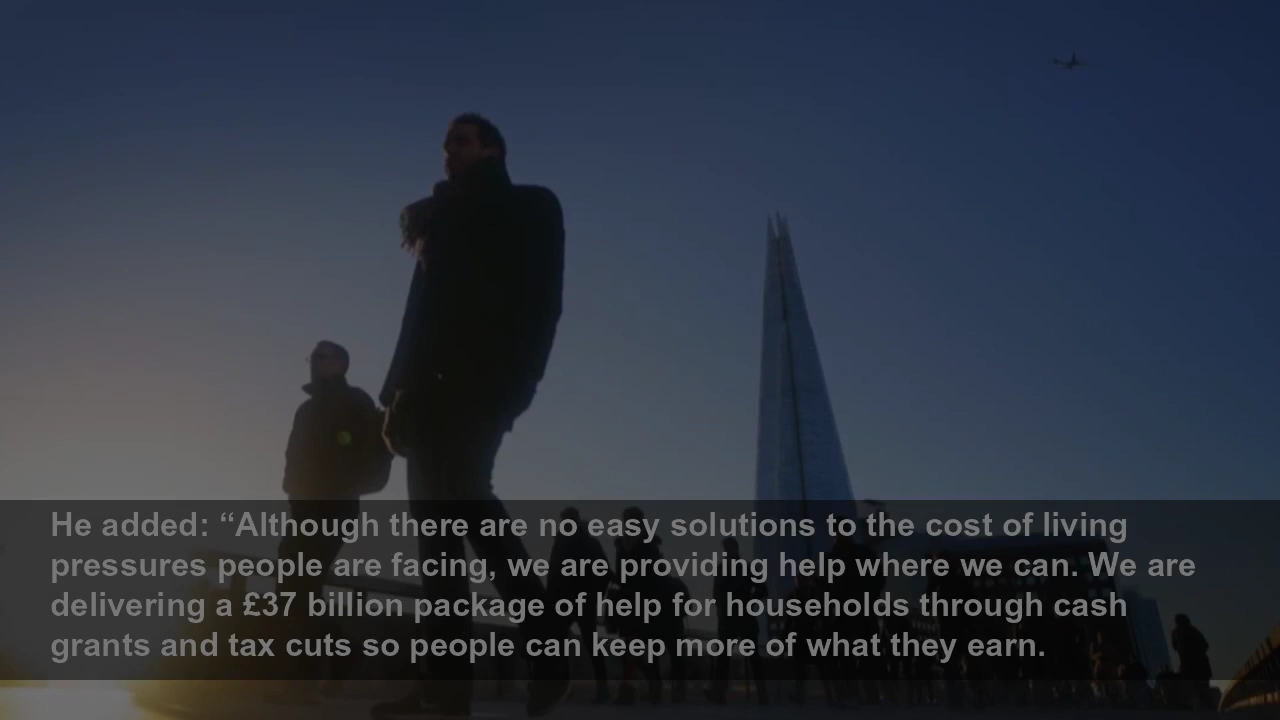 He added: “Although there are no easy solutions to the cost of living
pressures people are facing, we are providing help where we can. We are
delivering a £37 billion package of help for households through cash
grants and tax cuts so people can keep more of what they earn.